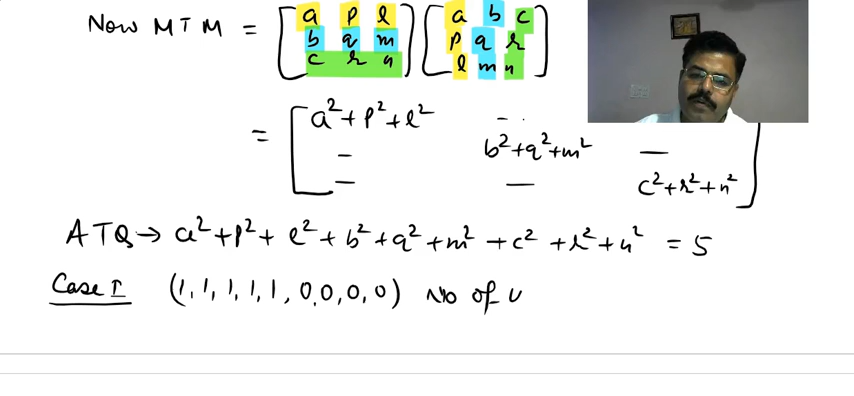 Now M T M = [a p l] [a b c]
[b q m] [p q r]
[c r n] [l m n]
= [a²+p²+l² -
- b²+q²+m² -
- - c²+r²+n²]
ATQ → a²+p²+l²+b²+q²+m²+c²+r²+n² = 5
Case I (1,1,1,1,1,0,0,0,0) No of